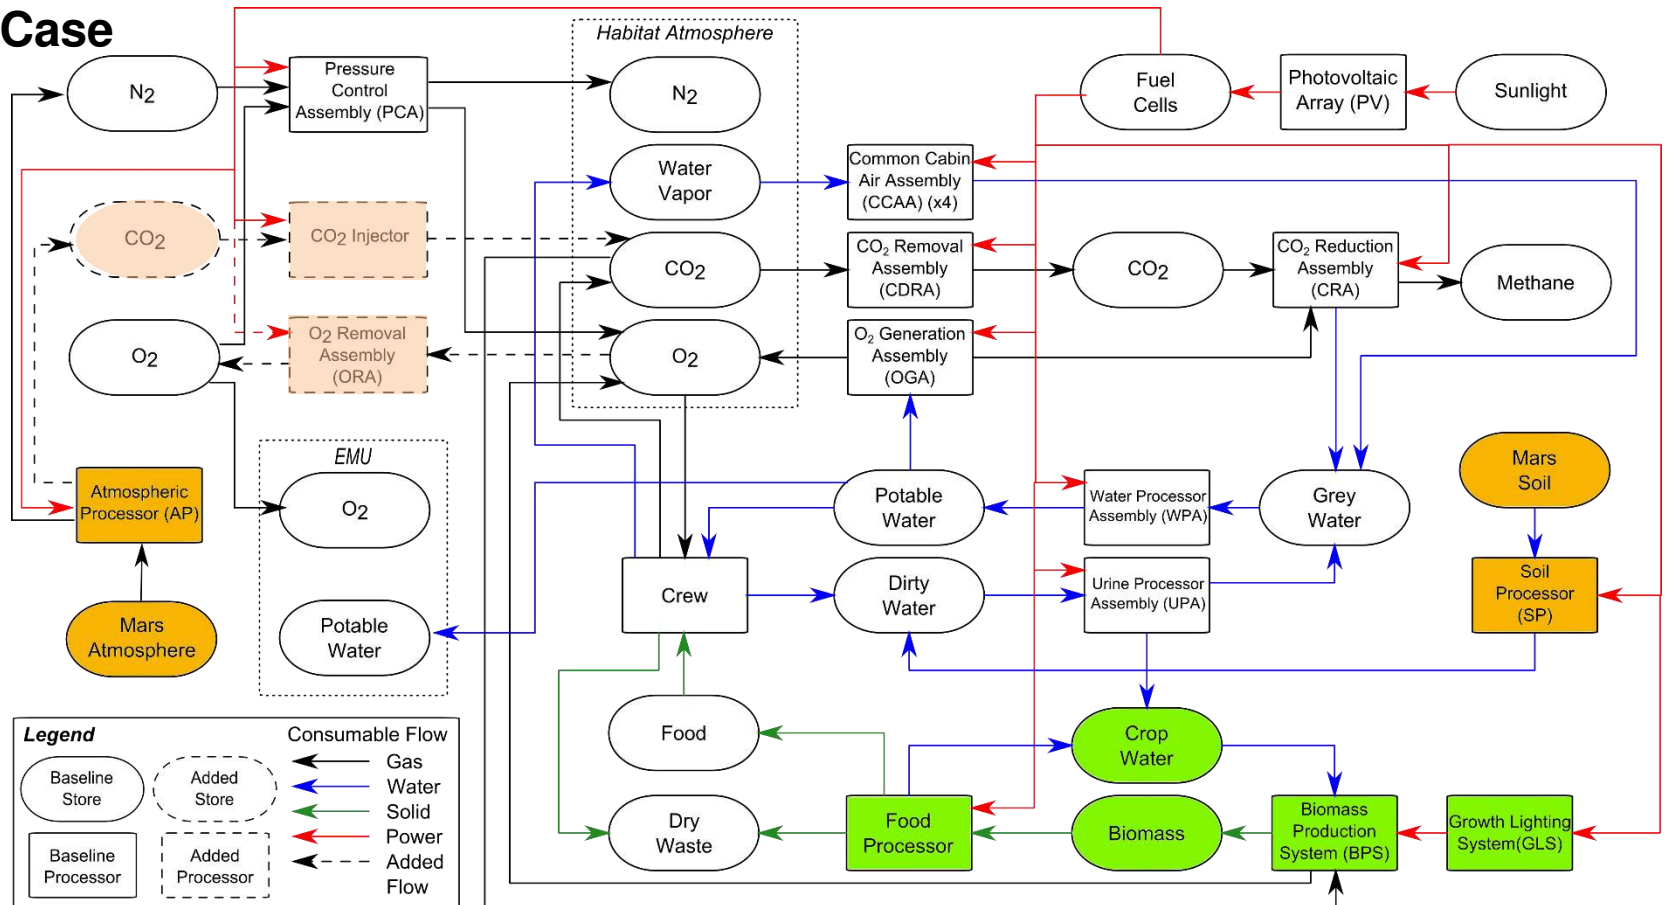 Case
Habitat Atmosphere
N2
Pressure
Control
Assembly (PCA)
N2
Fuel
Cells
Photovoltaic
Array (PV)
Sunlight
Water
Vapor
Common Cabin
Air Assembly
(CCAA) (x4)
CO2
CO2 Injector
CO2
CO2 Removal
Assembly
(CDRA)
CO2
CO2 Reduction
Assembly
(CRA)
Methane
O2
O2 Removal
Assembly
(ORA)
O2
O2 Generation
Assembly
(OGA)
EMU
O2
Atmospheric
Processor (AP)
Potable
Water
Water Processor
Assembly (WPA)
Grey
Water
Mars
Soil
Mars
Atmosphere
Potable
Water
Crew
Dirty
Water
Urine Processor
Assembly (UPA)
Soil
Processor
(SP)
Food
Crop
Water
Dry
Waste
Food
Processor
Biomass
Biomass
Production
System (BPS)
Growth Lighting
System(GLS)
Legend
Consumable Flow
Baseline
Store
Added
Store
Gas
Water
Solid
Power
Added
Flow
Baseline
Processor
Added
Processor